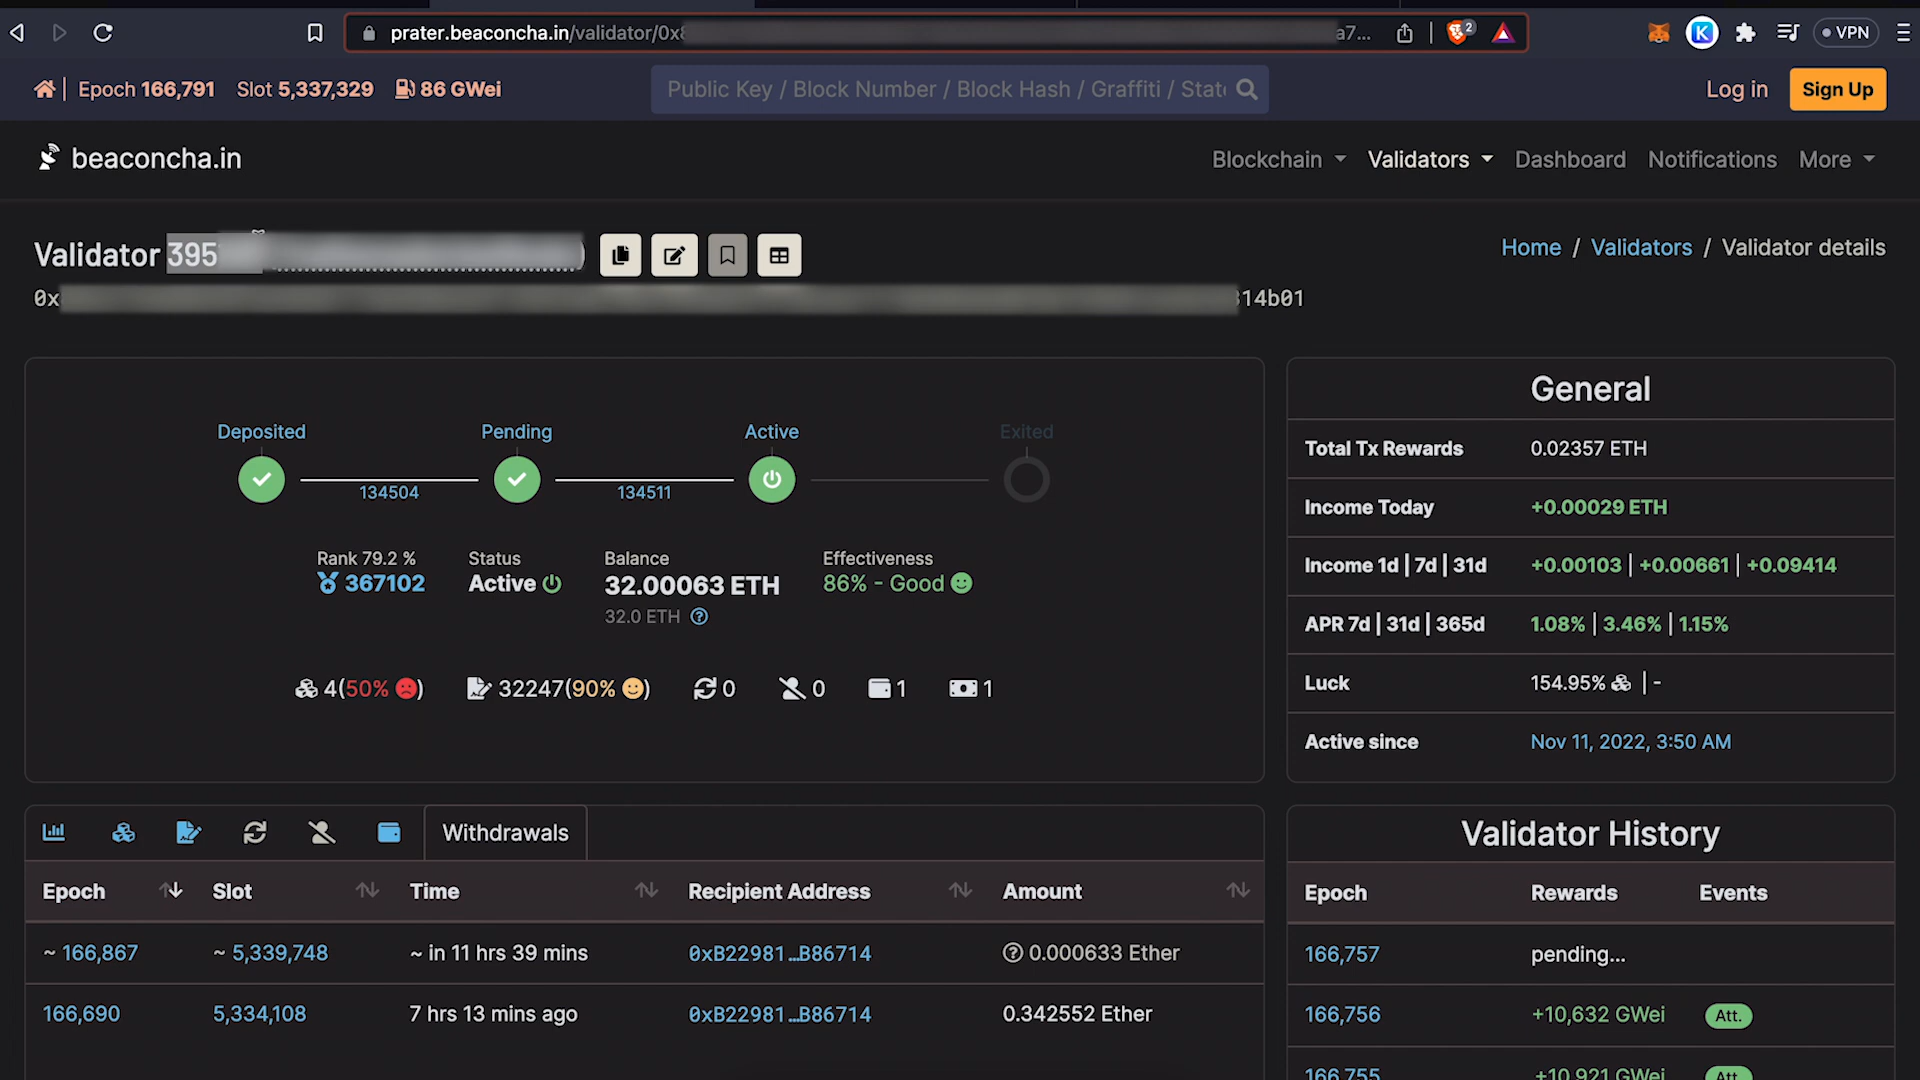 prater.beaconcha.in/validator/0x a7...
2
K
VPN
Epoch 166,791 Slot 5,337,329 86 GWei
Public Key / Block Number / Block Hash / Graffiti / State
Log in Sign Up
beaconcha.in
Blockchain Validators Dashboard Notifications More
Validator 395
Home / Validators / Validator details
0x 14b01
Deposited Pending Active Exited
134504 134511
Rank 79.2 % Status Balance Effectiveness
367102 Active 32.00063 ETH 86% - Good
32.0 ETH
4(50% ) 32247(90% ) 0 0 1 1
General
Total Tx Rewards 0.02357 ETH
Income Today +0.00029 ETH
Income 1d | 7d | 31d +0.00103 | +0.00661 | +0.09414
APR 7d | 31d | 365d 1.08% | 3.46% | 1.15%
Luck 154.95% | -
Active since Nov 11, 2022, 3:50 AM
Withdrawals
Epoch Slot Time Recipient Address Amount
~ 166,867 ~ 5,339,748 ~ in 11 hrs 39 mins 0xB22981…B86714 0.000633 Ether
166,690 5,334,108 7 hrs 13 mins ago 0xB22981…B86714 0.342552 Ether
Validator History
Epoch Rewards Events
166,757 pending...
166,756 +10,632 GWei Att.
166,755 +10,921 GWei Att.